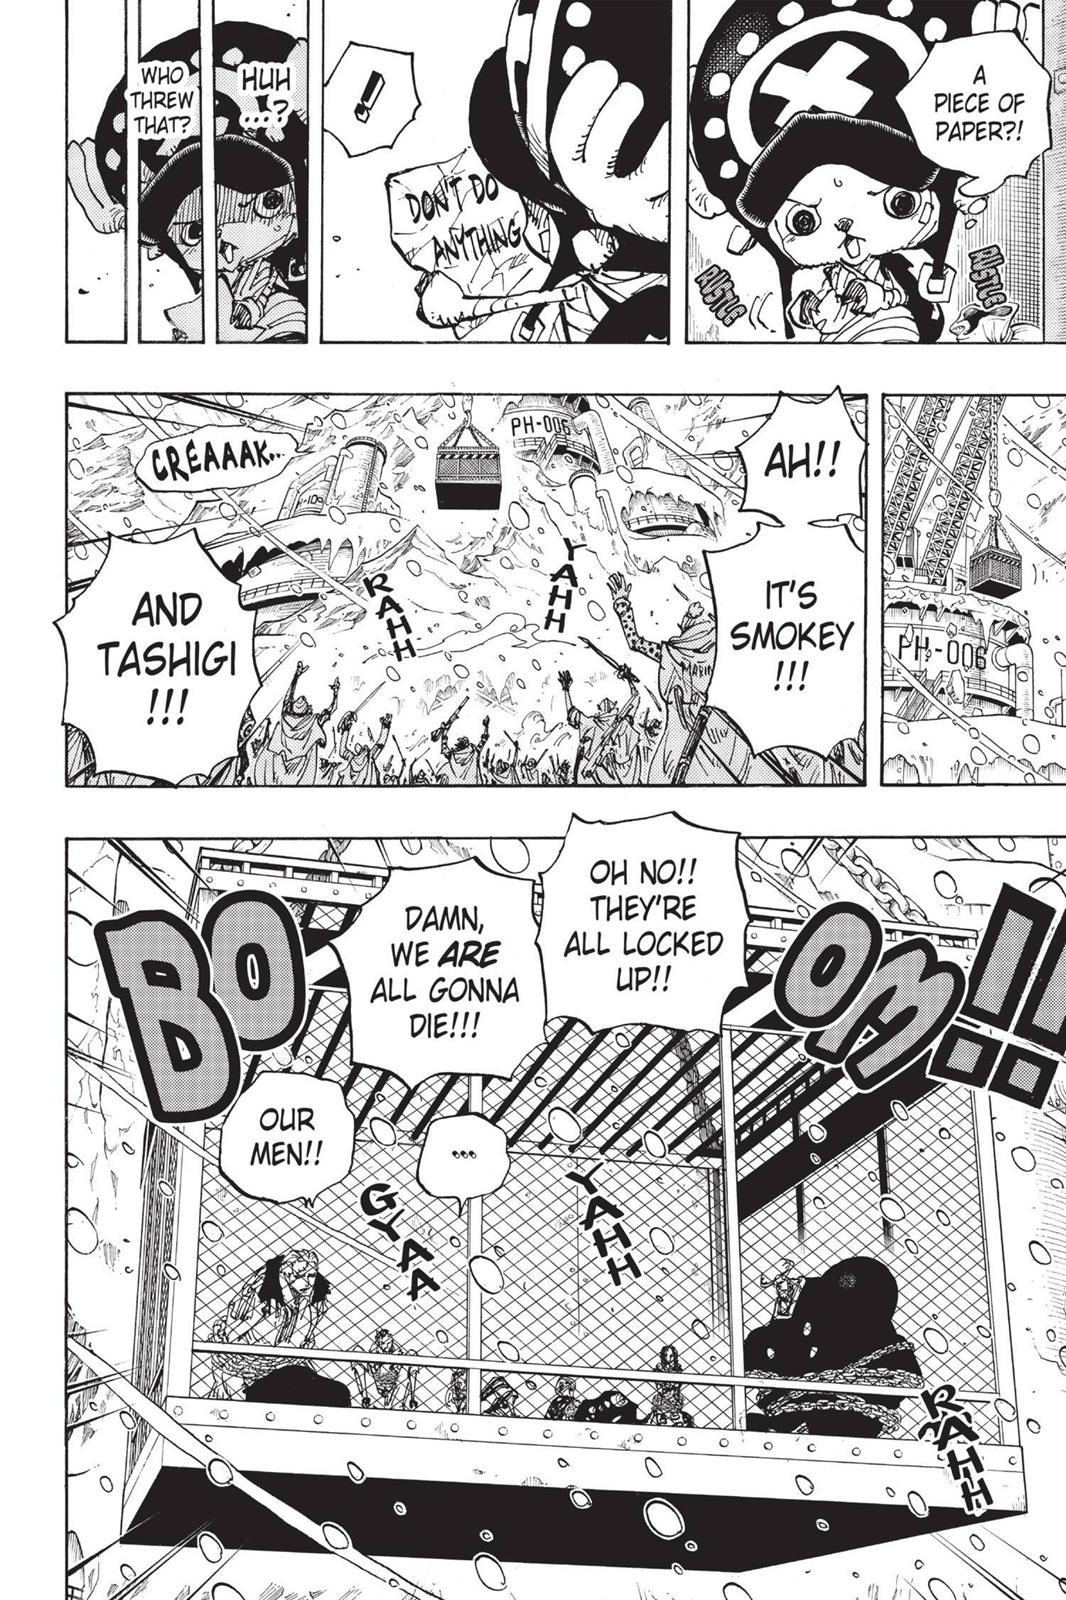 A
PIECE OF
PAPER?!
RUSTLE
RUSTLE
!
DON'T DO
ANYTHING
HUH
...?
WHO
THREW
THAT?
PH-006
AH!!
IT'S
SMOKEY
!!!
PH-006
CREAAAK...
YAHH
RAHH
AND
TASHIGI
!!!
OH NO!!
THEY'RE
ALL LOCKED
UP!!
DAMN,
WE ARE
ALL GONNA
DIE!!!
BOOM!!
OUR
MEN!!
...
GYAA
YAHH
RAHH